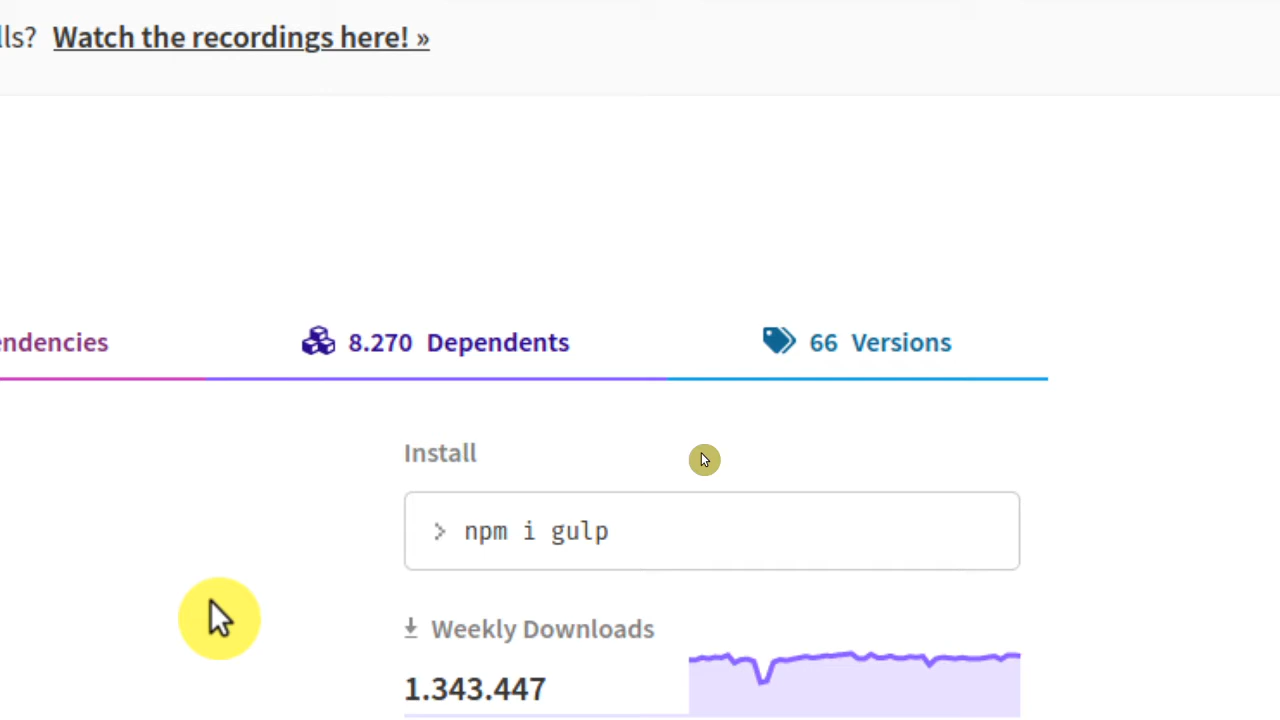 lls? Watch the recordings here! »
endencies 8.270 Dependents 66 Versions
Install
> npm i gulp
Weekly Downloads
1.343.447